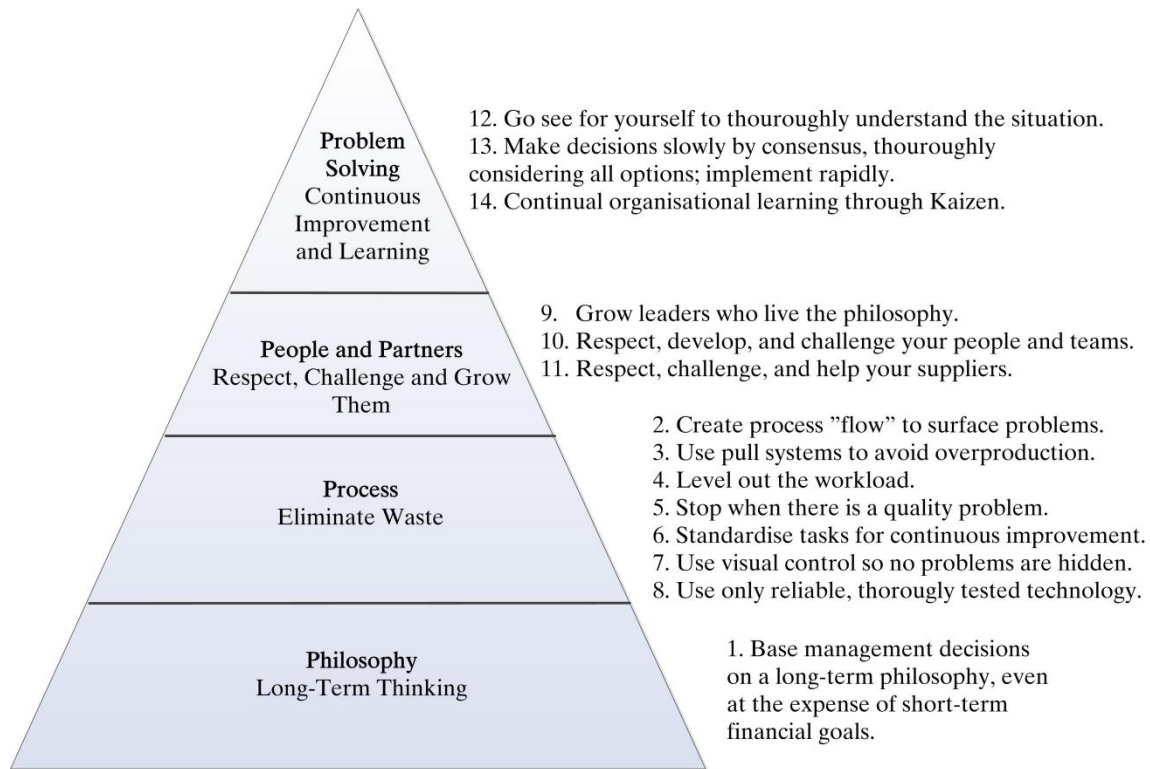 Problem
Solving
Continuous
Improvement
and Learning
12. Go see for yourself to thouroughly understand the situation.
13. Make decisions slowly by consensus, thouroughly
considering all options; implement rapidly.
14. Continual organisational learning through Kaizen.
People and Partners
Respect, Challenge and Grow
Them
9. Grow leaders who live the philosophy.
10. Respect, develop, and challenge your people and teams.
11. Respect, challenge, and help your suppliers.
Process
Eliminate Waste
2. Create process ”flow” to surface problems.
3. Use pull systems to avoid overproduction.
4. Level out the workload.
5. Stop when there is a quality problem.
6. Standardise tasks for continuous improvement.
7. Use visual control so no problems are hidden.
8. Use only reliable, thorougly tested technology.
Philosophy
Long-Term Thinking
1. Base management decisions
on a long-term philosophy, even
at the expense of short-term
financial goals.